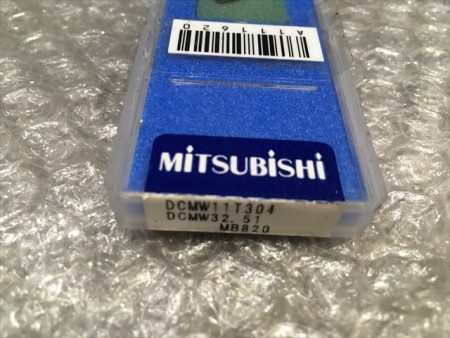 A111620
MITSUBISHI
DCMW11T304
DCMW32.51
MB820